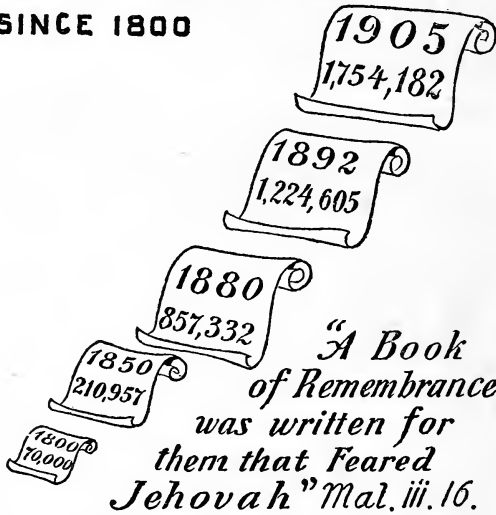 SINCE 1800
1905
1,754,182
1892
1,224,605
1880
857,332
1850
210,957
1800
70,000
"A Book
of Remembrance
was written for
them that Feared
Jehovah" Mal. iii. 16.